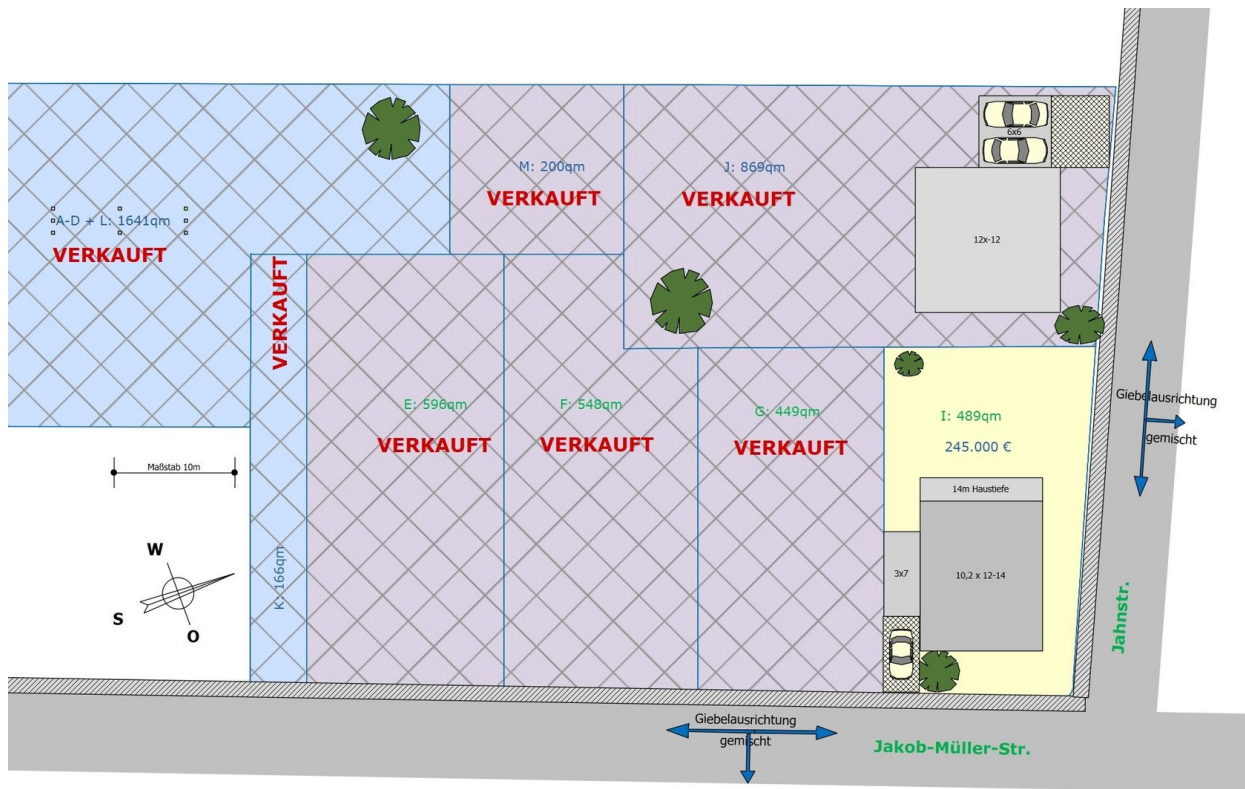 6x6
M: 200qm
VERKAUFT
J: 869qm
VERKAUFT
A-D + L: 1641qm
VERKAUFT
VERKAUFT
12x-12
E: 596qm
VERKAUFT
F: 548qm
VERKAUFT
G: 449qm
VERKAUFT
I: 489qm
245.000 €
Giebelausrichtung
gemischt
Maßstab 10m
14m Haustiefe
10,2 x 12-14
3x7
K: 166qm
W
S
O
Jahnstr.
Giebelausrichtung
gemischt
Jakob-Müller-Str.